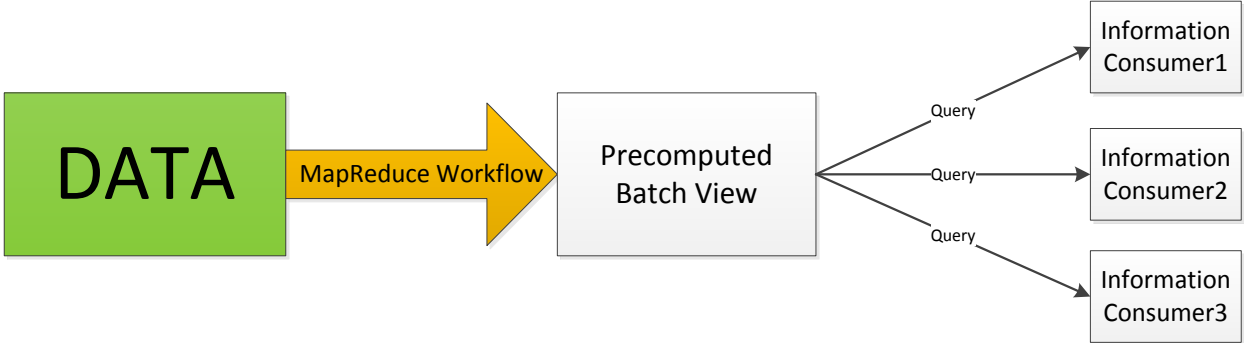 DATA
MapReduce Workflow
Precomputed
Batch View
Query
Query
Query
Information
Consumer1
Information
Consumer2
Information
Consumer3